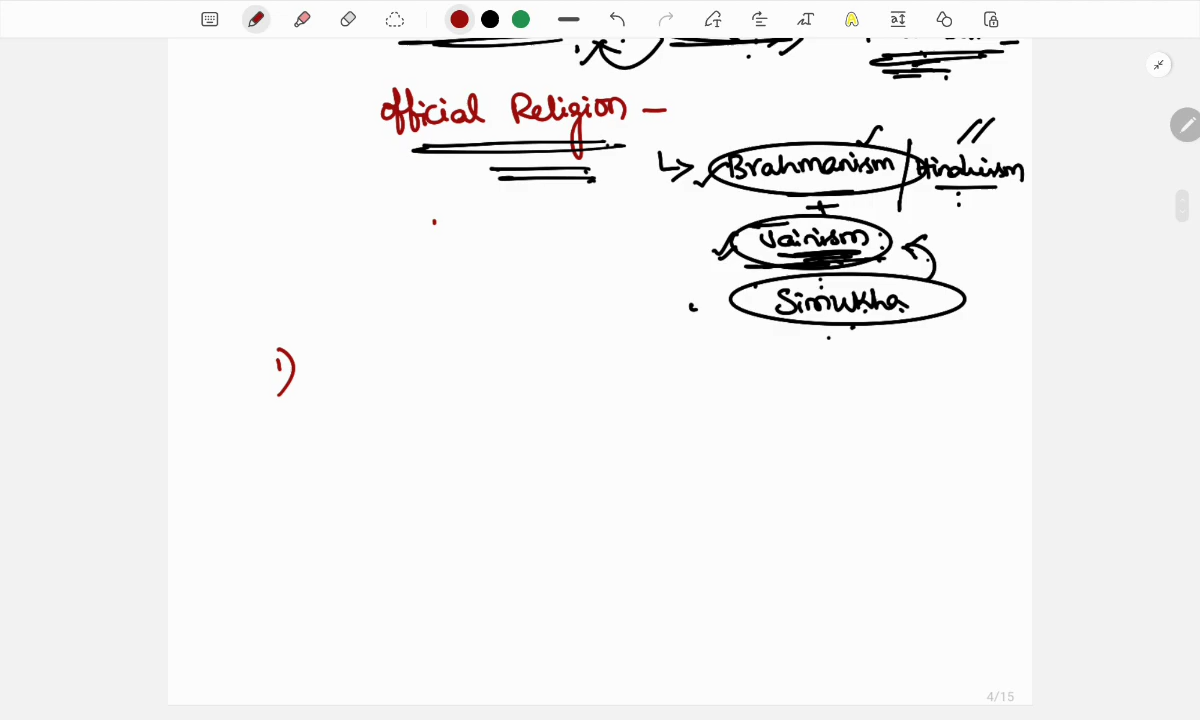 official Religion -
↳ Brahmanism / Hinduism
+
Jainism
Simukha
1)
4/15